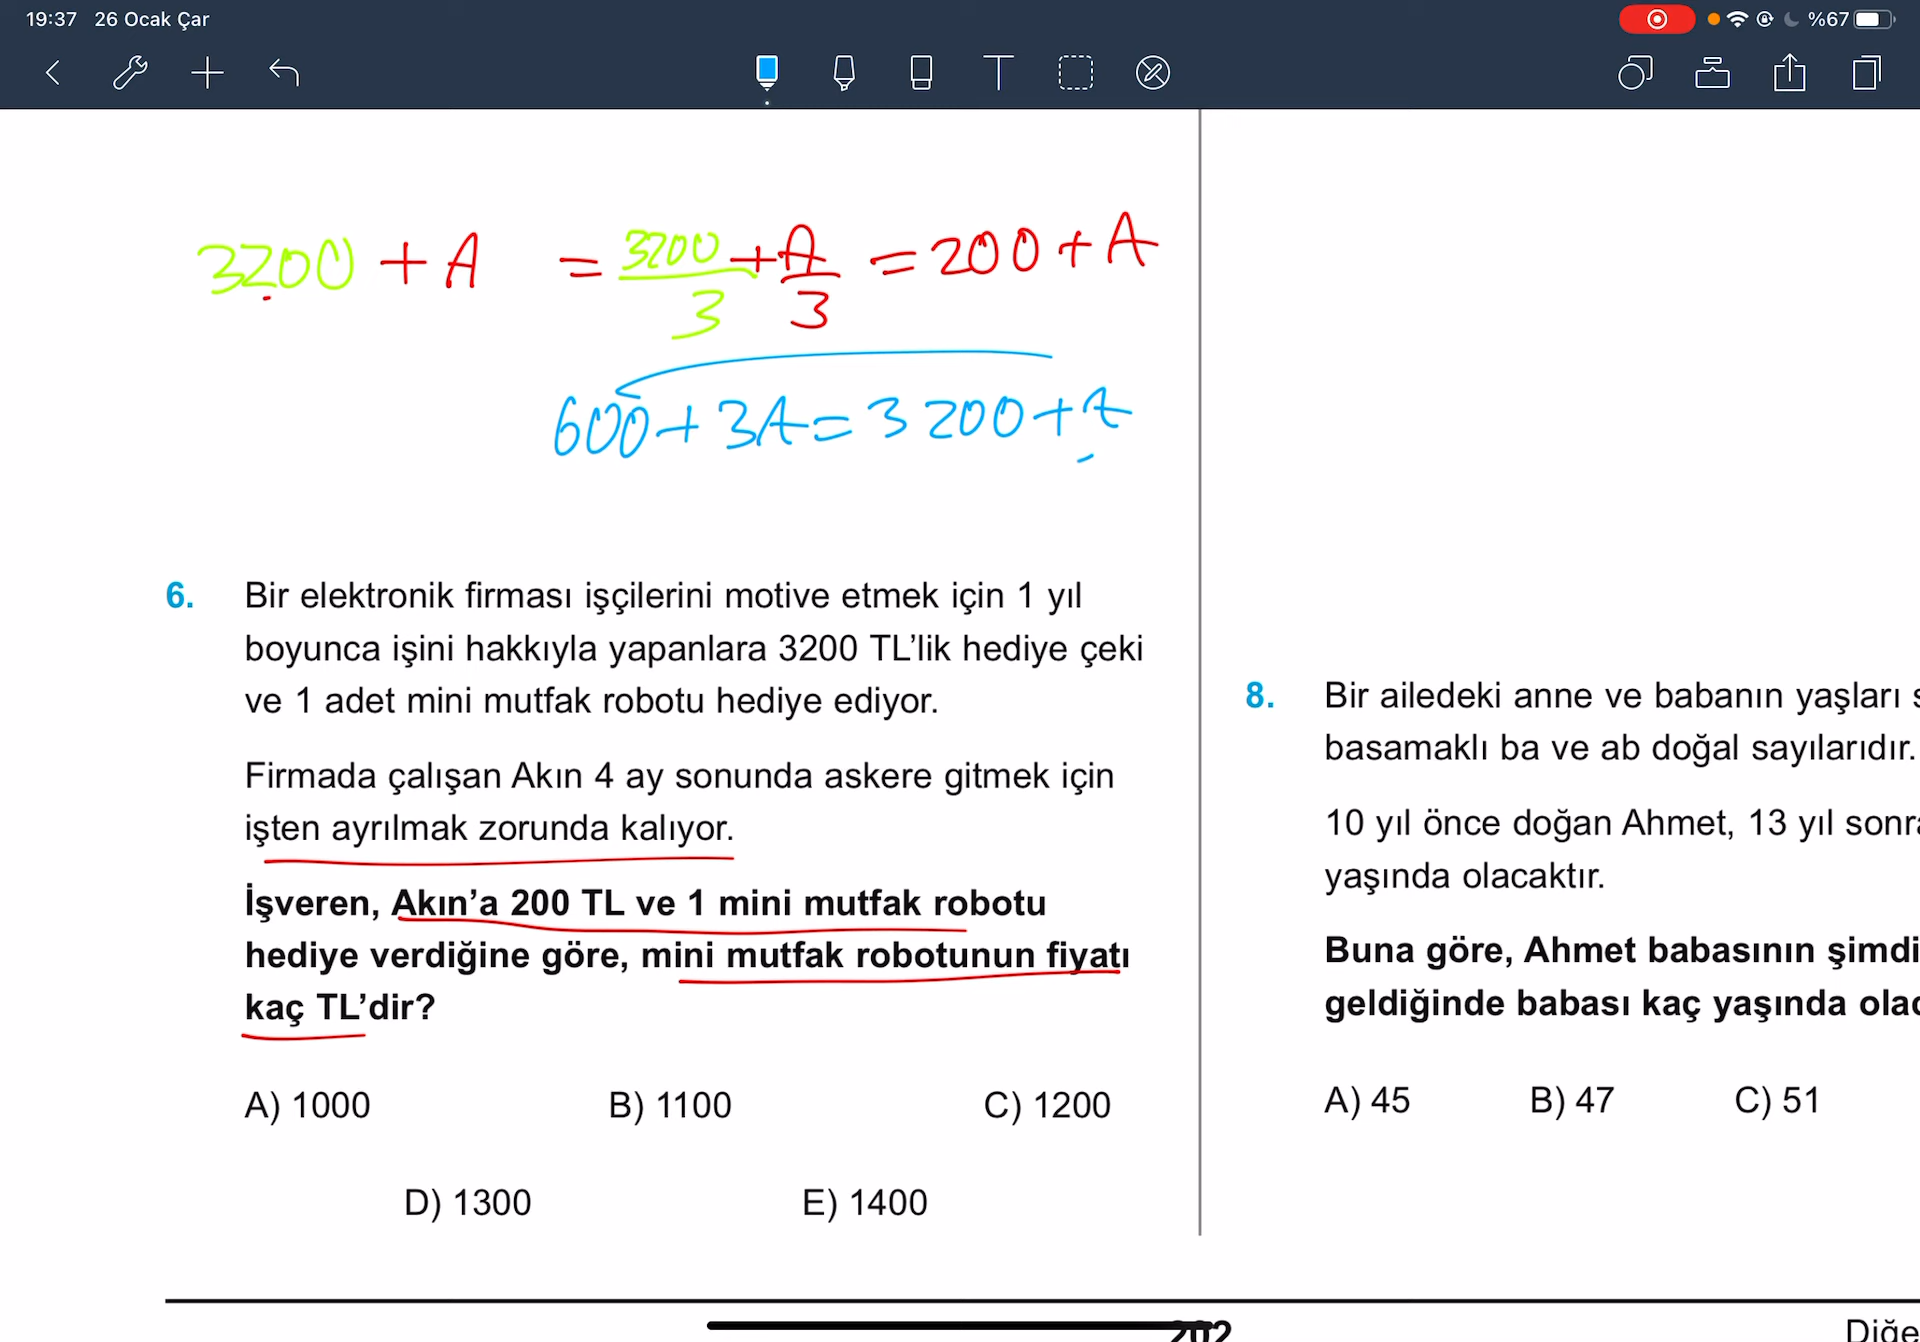 19:37 26 Ocak Çar
%67
3200 + A = 3200/3 + A/3 = 200 + A
600 + 3A = 3200 + A
6. Bir elektronik firması işçilerini motive etmek için 1 yıl
boyunca işini hakkıyla yapanlara 3200 TL'lik hediye çeki
ve 1 adet mini mutfak robotu hediye ediyor.
Firmada çalışan Akın 4 ay sonunda askere gitmek için
işten ayrılmak zorunda kalıyor.
İşveren, Akın'a 200 TL ve 1 mini mutfak robotu
hediye verdiğine göre, mini mutfak robotunun fiyatı
kaç TL'dir?
A) 1000 B) 1100 C) 1200
D) 1300 E) 1400
8. Bir ailedeki anne ve babanın yaşları
basamaklı ba ve ab doğal sayılarıdır.
10 yıl önce doğan Ahmet, 13 yıl sonr
yaşında olacaktır.
Buna göre, Ahmet babasının şimdi
geldiğinde babası kaç yaşında ola
A) 45 B) 47 C) 51
202
Diğe